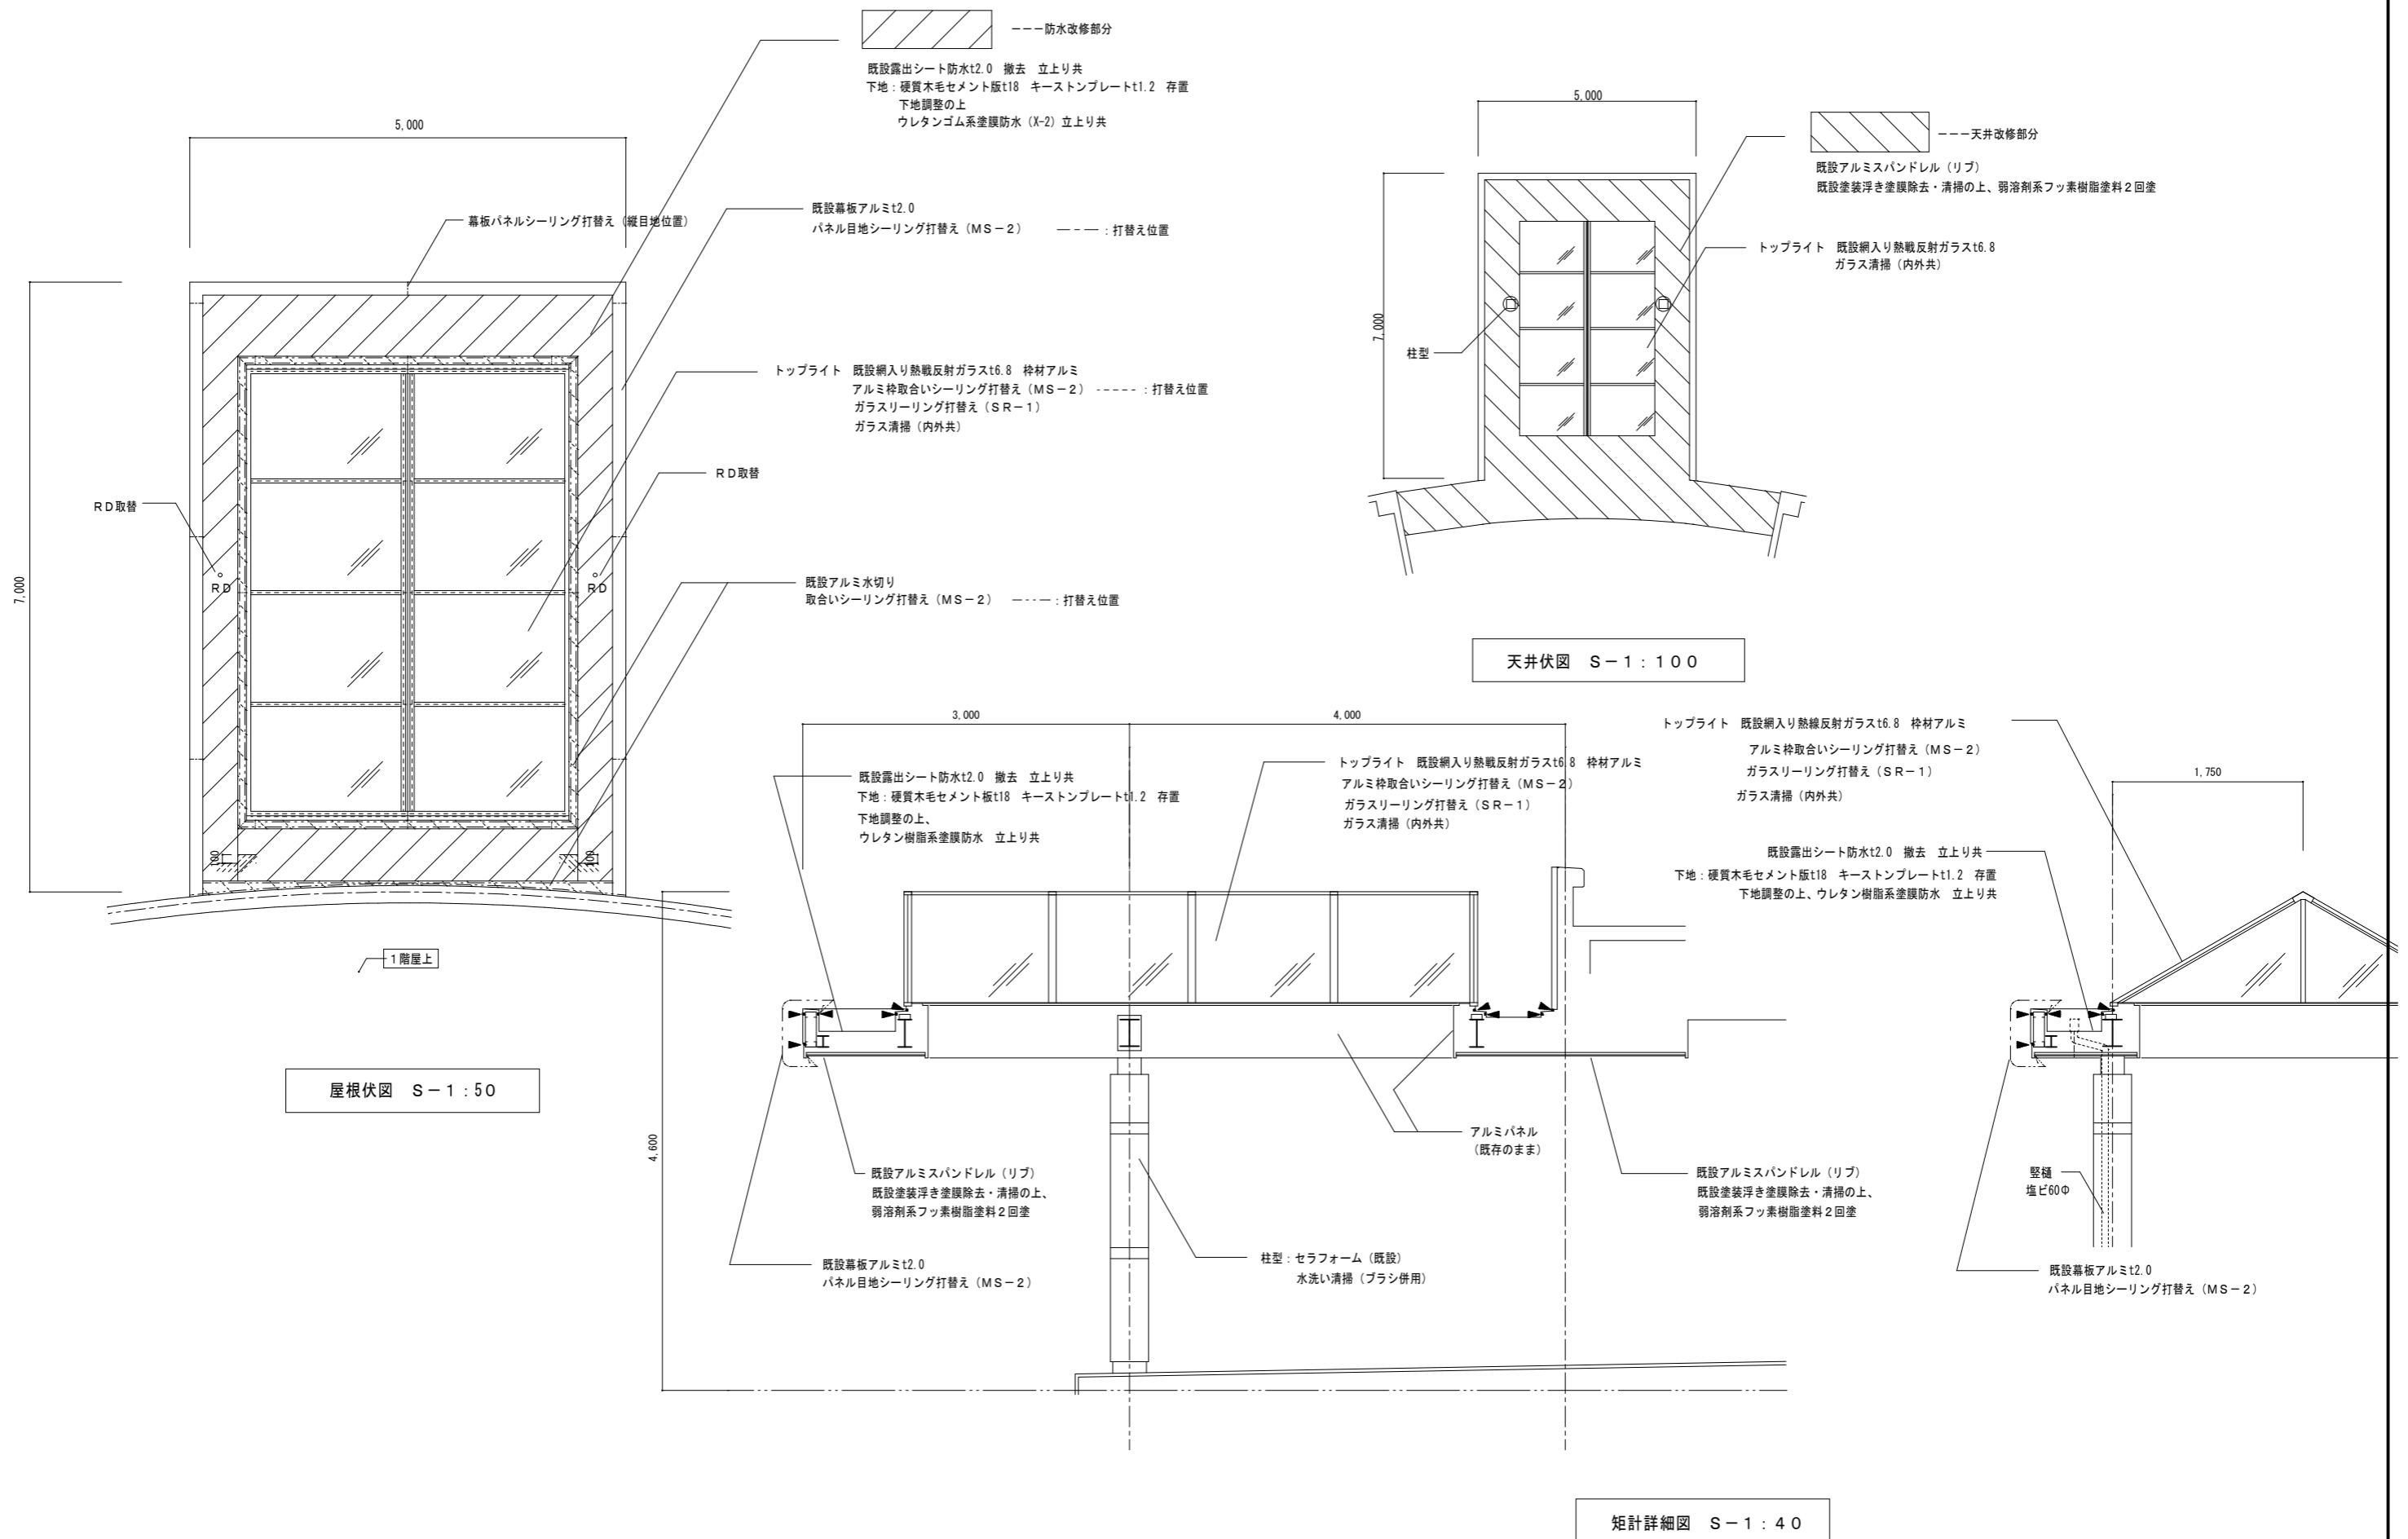 ---防水改修部分
既設露出シート防水t2.0 撤去 立上り共
下地：硬質木毛セメント版t18 キーストンプレートt1.2 存置
下地調整の上
ウレタンゴム系塗膜防水（X-2）立上り共
5,000
幕板パネルシーリング打替え（縦目地位置）
既設幕板アルミt2.0
パネル目地シーリング打替え（MS－2） ―-― ：打替え位置
7,000
トップライト 既設網入り熱戦反射ガラスt6.8 枠材アルミ
アルミ枠取合いシーリング打替え（MS－2） ----- ：打替え位置
ガラスリーリング打替え（SR－1）
ガラス清掃（内外共）
RD取替
RD取替
RD
RD
既設アルミ水切り
取合いシーリング打替え（MS－2） ―--―：打替え位置
100
100
1階屋上
屋根伏図 S－1：50
5,000
7,000
---天井改修部分
既設アルミスパンドレル（リブ）
既設塗装浮き塗膜除去・清掃の上、弱溶剤系フッ素樹脂塗料2回塗
トップライト 既設網入り熱戦反射ガラスt6.8
ガラス清掃（内外共）
柱型
天井伏図 S－1：100
3,000
4,000
既設露出シート防水t2.0 撤去 立上り共
下地：硬質木毛セメント板t18 キーストンプレートt1.2 存置
下地調整の上、
ウレタン樹脂系塗膜防水 立上り共
トップライト 既設網入り熱戦反射ガラスt6.8 枠材アルミ
アルミ枠取合いシーリング打替え（MS－2）
ガラスリーリング打替え（SR－1）
ガラス清掃（内外共）
4,600
アルミパネル
（既存のまま）
既設アルミスパンドレル（リブ）
既設塗装浮き塗膜除去・清掃の上、
弱溶剤系フッ素樹脂塗料2回塗
既設幕板アルミt2.0
パネル目地シーリング打替え（MS－2）
柱型：セラフォーム（既設）
水洗い清掃（ブラシ併用）
既設アルミスパンドレル（リブ）
既設塗装浮き塗膜除去・清掃の上、
弱溶剤系フッ素樹脂塗料2回塗
トップライト 既設網入り熱線反射ガラスt6.8 枠材アルミ
アルミ枠取合いシーリング打替え（MS－2）
ガラスリーリング打替え（SR－1）
ガラス清掃（内外共）
1,750
既設露出シート防水t2.0 撤去 立上り共
下地：硬質木毛セメント版t18 キーストンプレートt1.2 存置
下地調整の上、ウレタン樹脂系塗膜防水 立上り共
竪樋
塩ビ60Φ
既設幕板アルミt2.0
パネル目地シーリング打替え（MS－2）
矩計詳細図 S－1：40